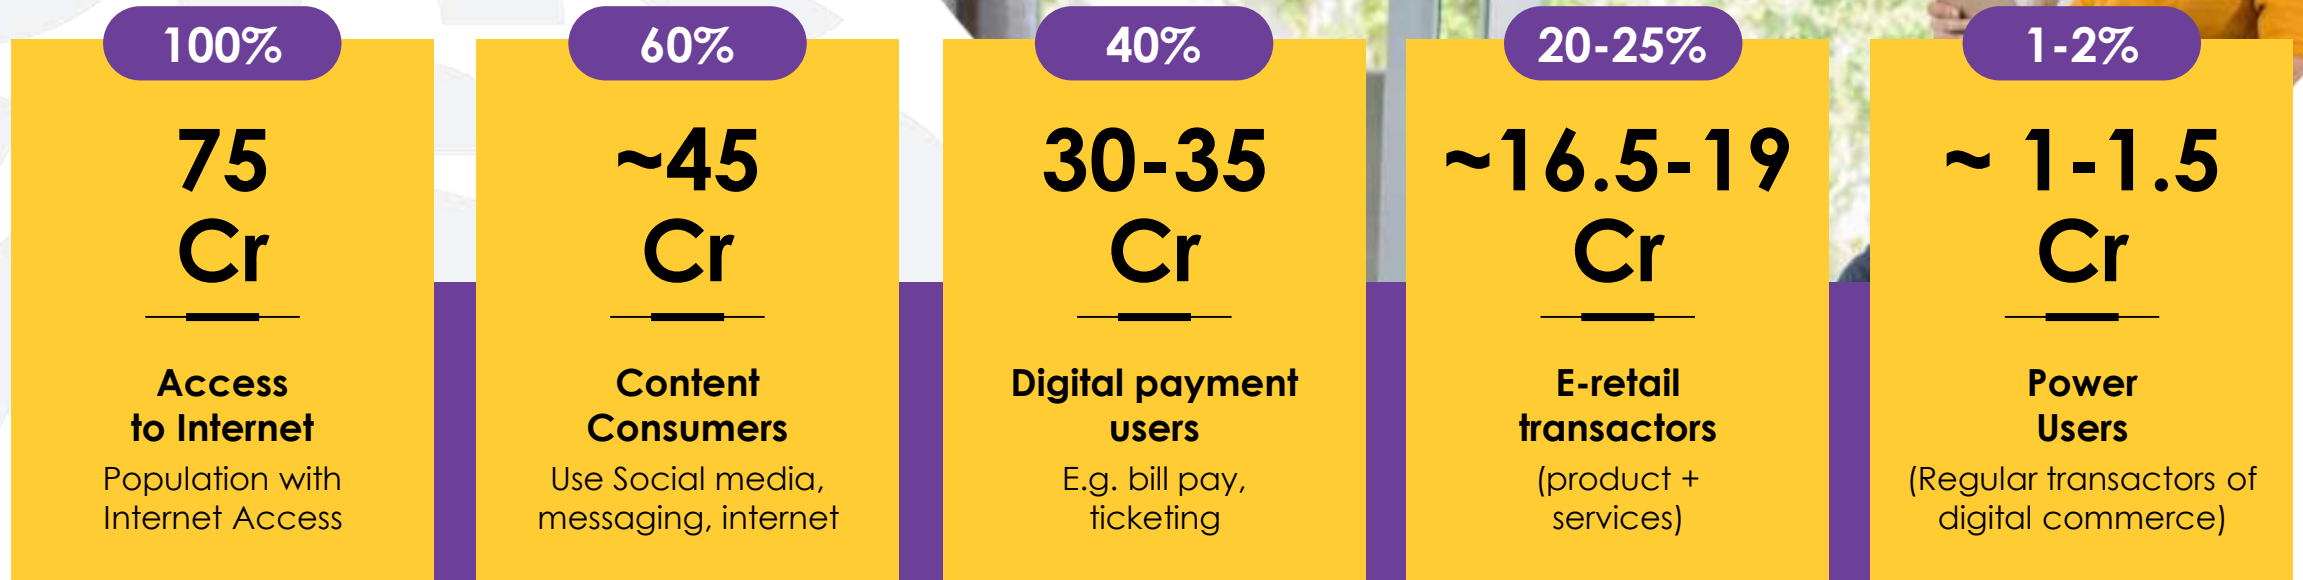 100%
75
Cr
Access
to Internet
Population with
Internet Access
60%
~45
Cr
Content
Consumers
Use Social media,
messaging, internet
40%
30-35
Cr
Digital payment
users
E.g. bill pay,
ticketing
20-25%
~16.5-19
Cr
E-retail
transactors
(product +
services)
1-2%
~ 1-1.5
Cr
Power
Users
(Regular transactors of
digital commerce)